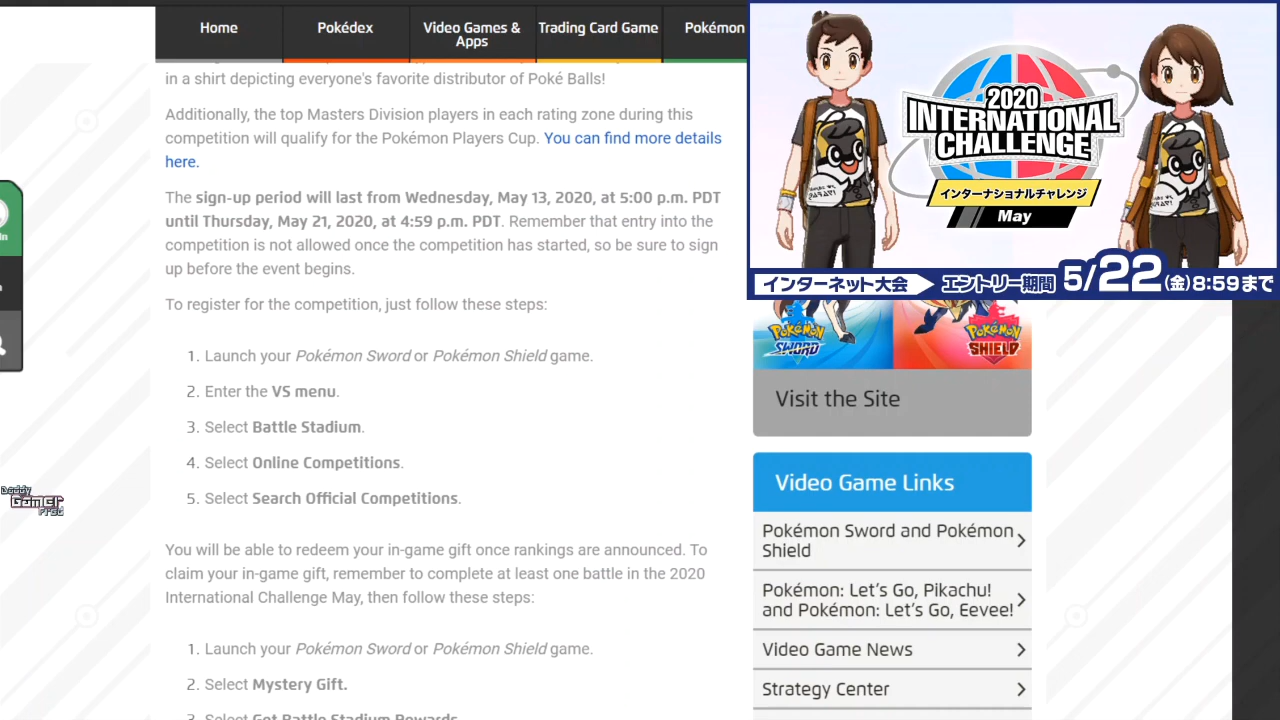 Home
Pokédex
Video Games & Apps
Trading Card Game
Pokémon
in a shirt depicting everyone's favorite distributor of Poké Balls!
Additionally, the top Masters Division players in each rating zone during this
competition will qualify for the Pokémon Players Cup. You can find more details
here.
The sign-up period will last from Wednesday, May 13, 2020, at 5:00 p.m. PDT
until Thursday, May 21, 2020, at 4:59 p.m. PDT. Remember that entry into the
competition is not allowed once the competition has started, so be sure to sign
up before the event begins.
To register for the competition, just follow these steps:
1. Launch your Pokémon Sword or Pokémon Shield game.
2. Enter the VS menu.
3. Select Battle Stadium.
4. Select Online Competitions.
5. Select Search Official Competitions.
You will be able to redeem your in-game gift once rankings are announced. To
claim your in-game gift, remember to complete at least one battle in the 2020
International Challenge May, then follow these steps:
1. Launch your Pokémon Sword or Pokémon Shield game.
2. Select Mystery Gift.
3. Select Get Battle Stadium Rewards.
2020
INTERNATIONAL
CHALLENGE
インターナショナルチャレンジ
May
インターネット大会 エントリー期間 5/22(金)8:59まで
Pokémon SWORD
Pokémon SHIELD
Visit the Site
Video Game Links
Pokémon Sword and Pokémon
Shield
Pokémon: Let's Go, Pikachu!
and Pokémon: Let's Go, Eevee!
Video Game News
Strategy Center
Daddy
GamEr
Fred